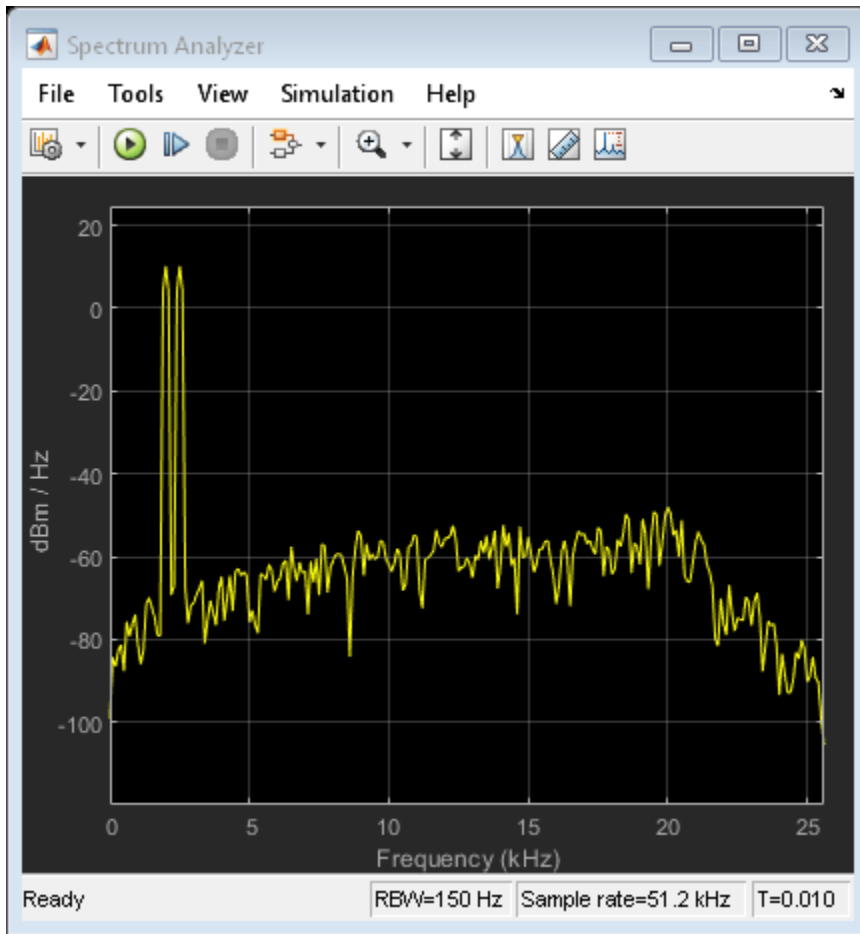 Spectrum Analyzer
File Tools View Simulation Help
20
0
-20
-40
-60
-80
-100
dBm / Hz
0 5 10 15 20 25
Frequency (kHz)
Ready RBW=150 Hz Sample rate=51.2 kHz T=0.010